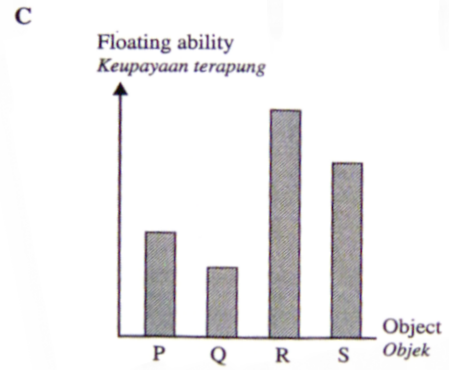 C
Floating ability
Keupayaan terapung
P Q R S
Object
Objek